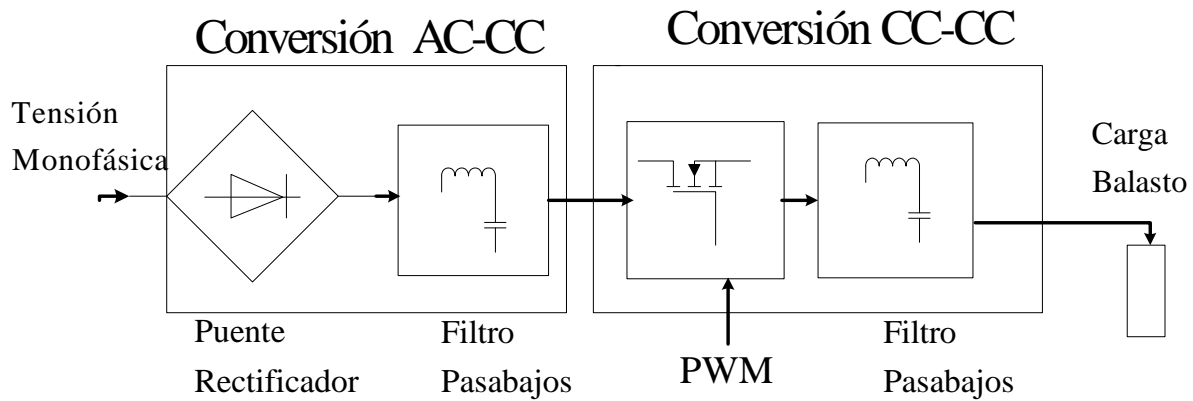 Conversión AC-CC
Conversión CC-CC
Tensión
Monofásica
Carga
Balasto
Puente
Rectificador
Filtro
Pasabajos
PWM
Filtro
Pasabajos